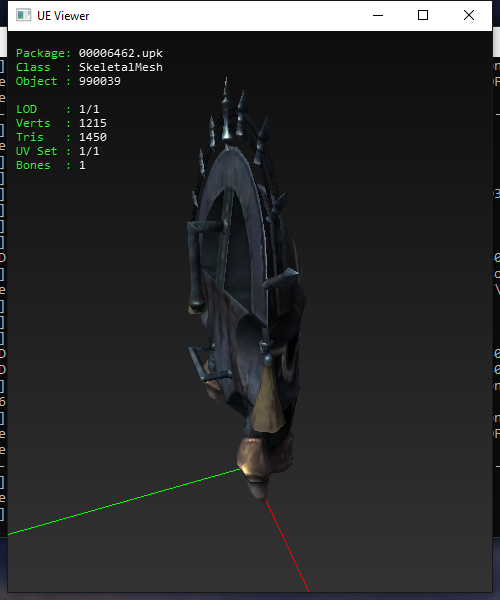 UE Viewer
Package: 00006462.upk
Class  : SkeletalMesh
Object : 990039
LOD    : 1/1
Verts  : 1215
Tris   : 1450
UV Set : 1/1
Bones  : 1